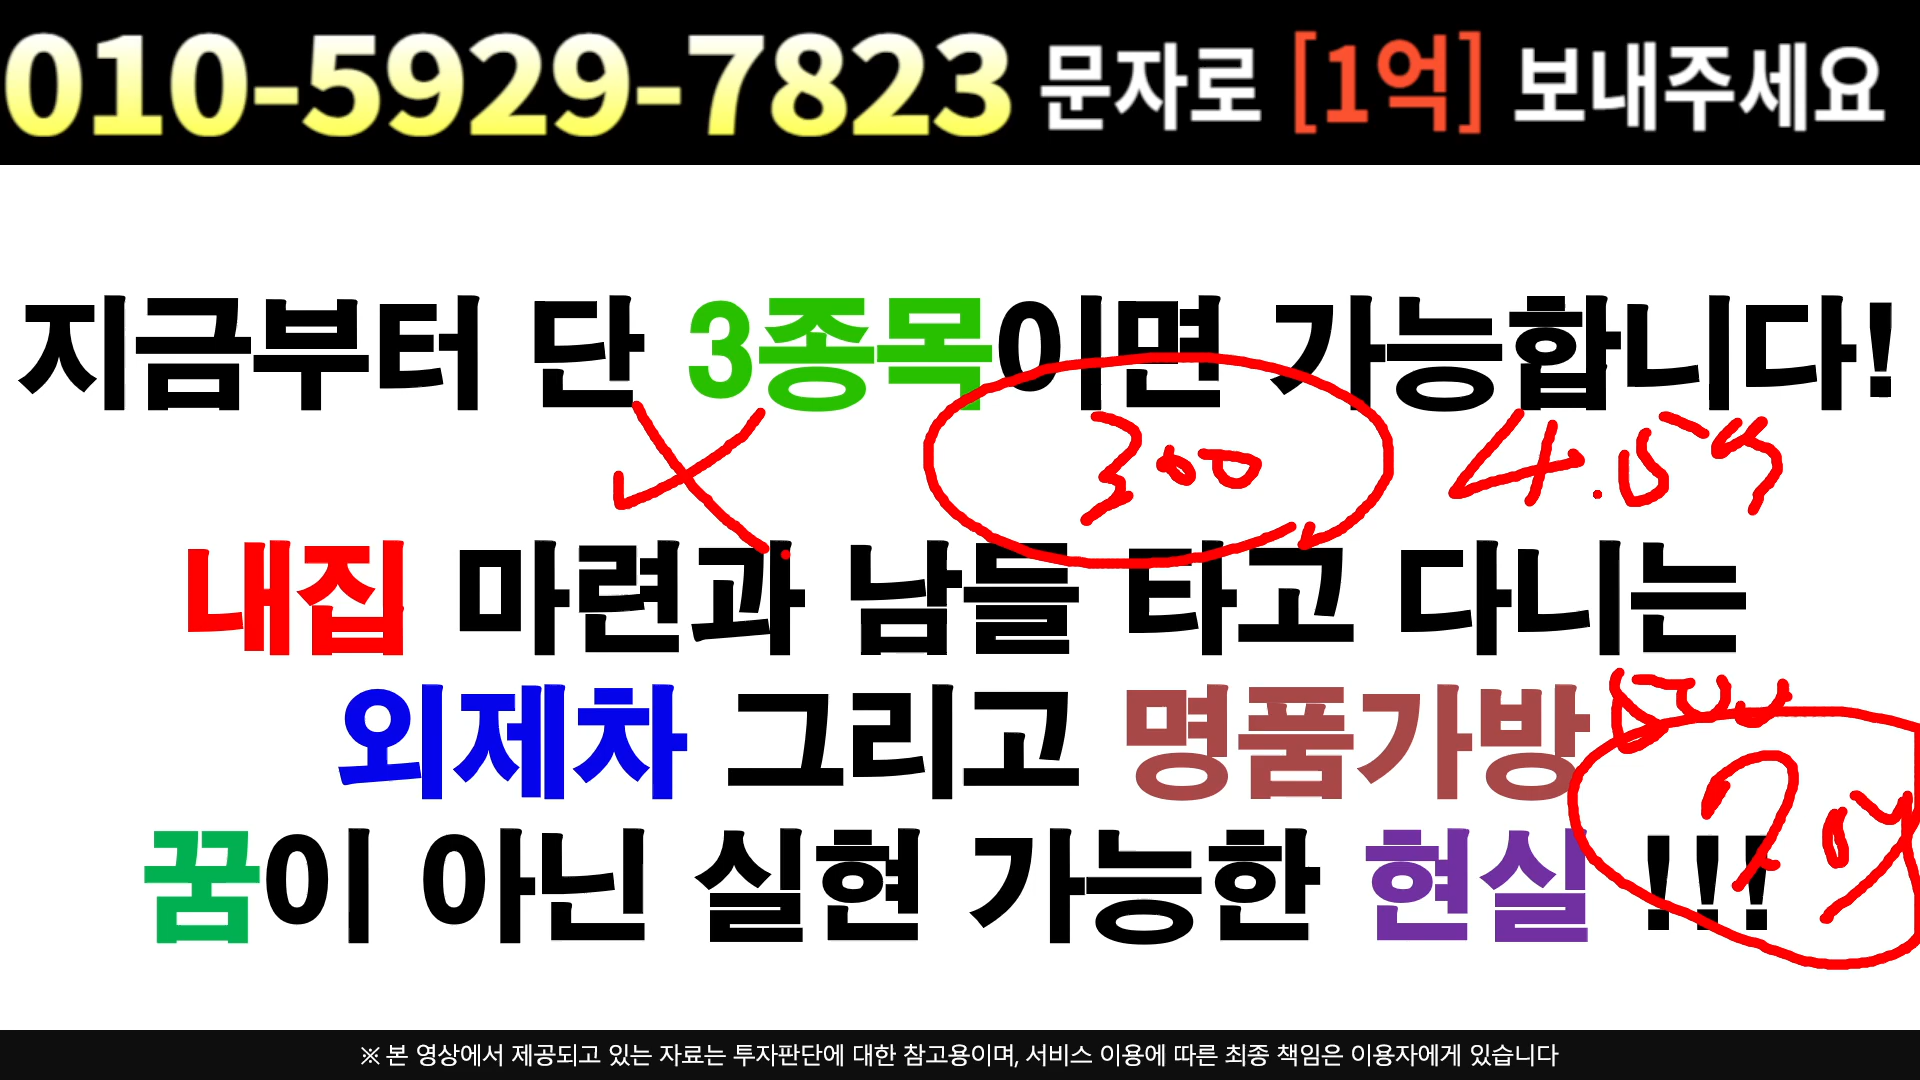 010-5929-7823 문자로 [1억] 보내주세요
지금부터 단 3종목이면 가능합니다!
300 4.5억
내집 마련과 남들 타고 다니는
외제차 그리고 명품가방
500
꿈이 아닌 실현 가능한 현실 !!!
※ 본 영상에서 제공되고 있는 자료는 투자판단에 대한 참고용이며, 서비스 이용에 따른 최종 책임은 이용자에게 있습니다